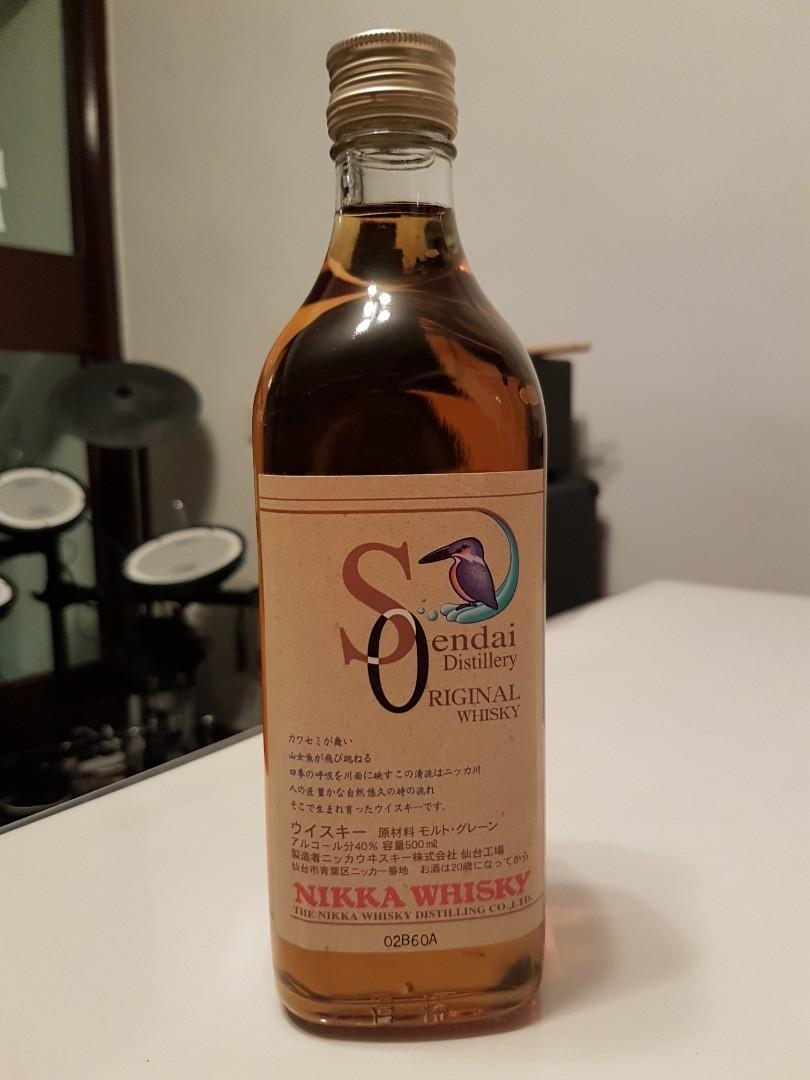 Sendai
Distillery
ORIGINAL
WHISKY
カワセミが舞い
山女魚が飛び跳ねる
四季の呼吸を川面に映すこの清流はニッカ川
人の匠豊かな自然悠久の時の流れ
そこで生まれ育ったウイスキーです。
ウイスキー 原材料 モルト・グレーン
アルコール分40% 容量500㎖
製造者ニッカウヰスキー株式会社 仙台工場
仙台市青葉区ニッカ一番地 お酒は20歳になってから
NIKKA WHISKY
THE NIKKA WHISKY DISTILLING CO.,LTD.
02B60A